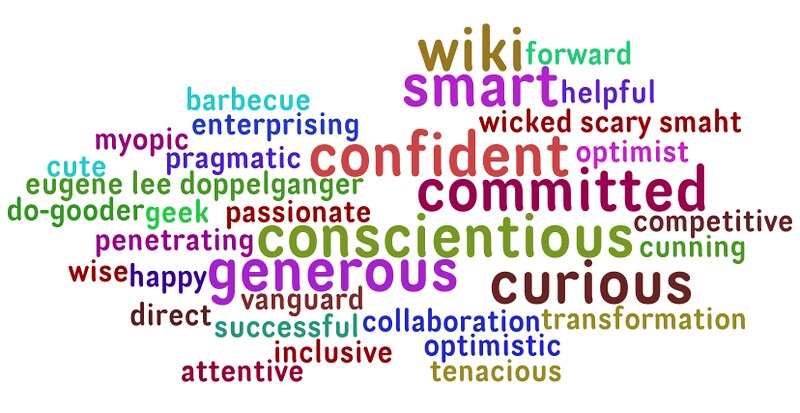 wiki
forward
smart
helpful
barbecue
enterprising
wicked scary smaht
myopic
confident
optimist
pragmatic
cute
committed
eugene lee doppelganger
do-gooder
geek
passionate
competitive
conscientious
penetrating
cunning
wise
happy
generous
curious
vanguard
direct
successful
collaboration
transformation
inclusive
optimistic
attentive
tenacious